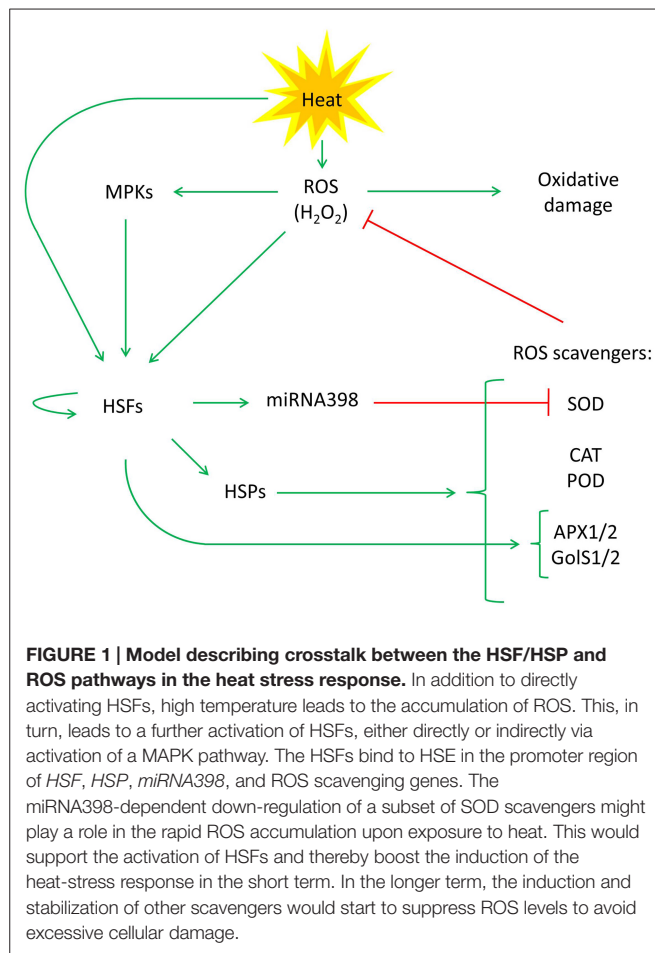 Heat
MPKs
ROS
(H₂O₂)
Oxidative
damage
ROS scavengers:
HSFs
miRNA398
SOD
CAT
POD
HSPs
APX1/2
GolS1/2
FIGURE 1 | Model describing crosstalk between the HSF/HSP and
ROS pathways in the heat stress response. In addition to directly
activating HSFs, high temperature leads to the accumulation of ROS. This, in
turn, leads to a further activation of HSFs, either directly or indirectly via
activation of a MAPK pathway. The HSFs bind to HSE in the promoter region
of HSF, HSP, miRNA398, and ROS scavenging genes. The
miRNA398-dependent down-regulation of a subset of SOD scavengers might
play a role in the rapid ROS accumulation upon exposure to heat. This would
support the activation of HSFs and thereby boost the induction of the
heat-stress response in the short term. In the longer term, the induction and
stabilization of other scavengers would start to suppress ROS levels to avoid
excessive cellular damage.